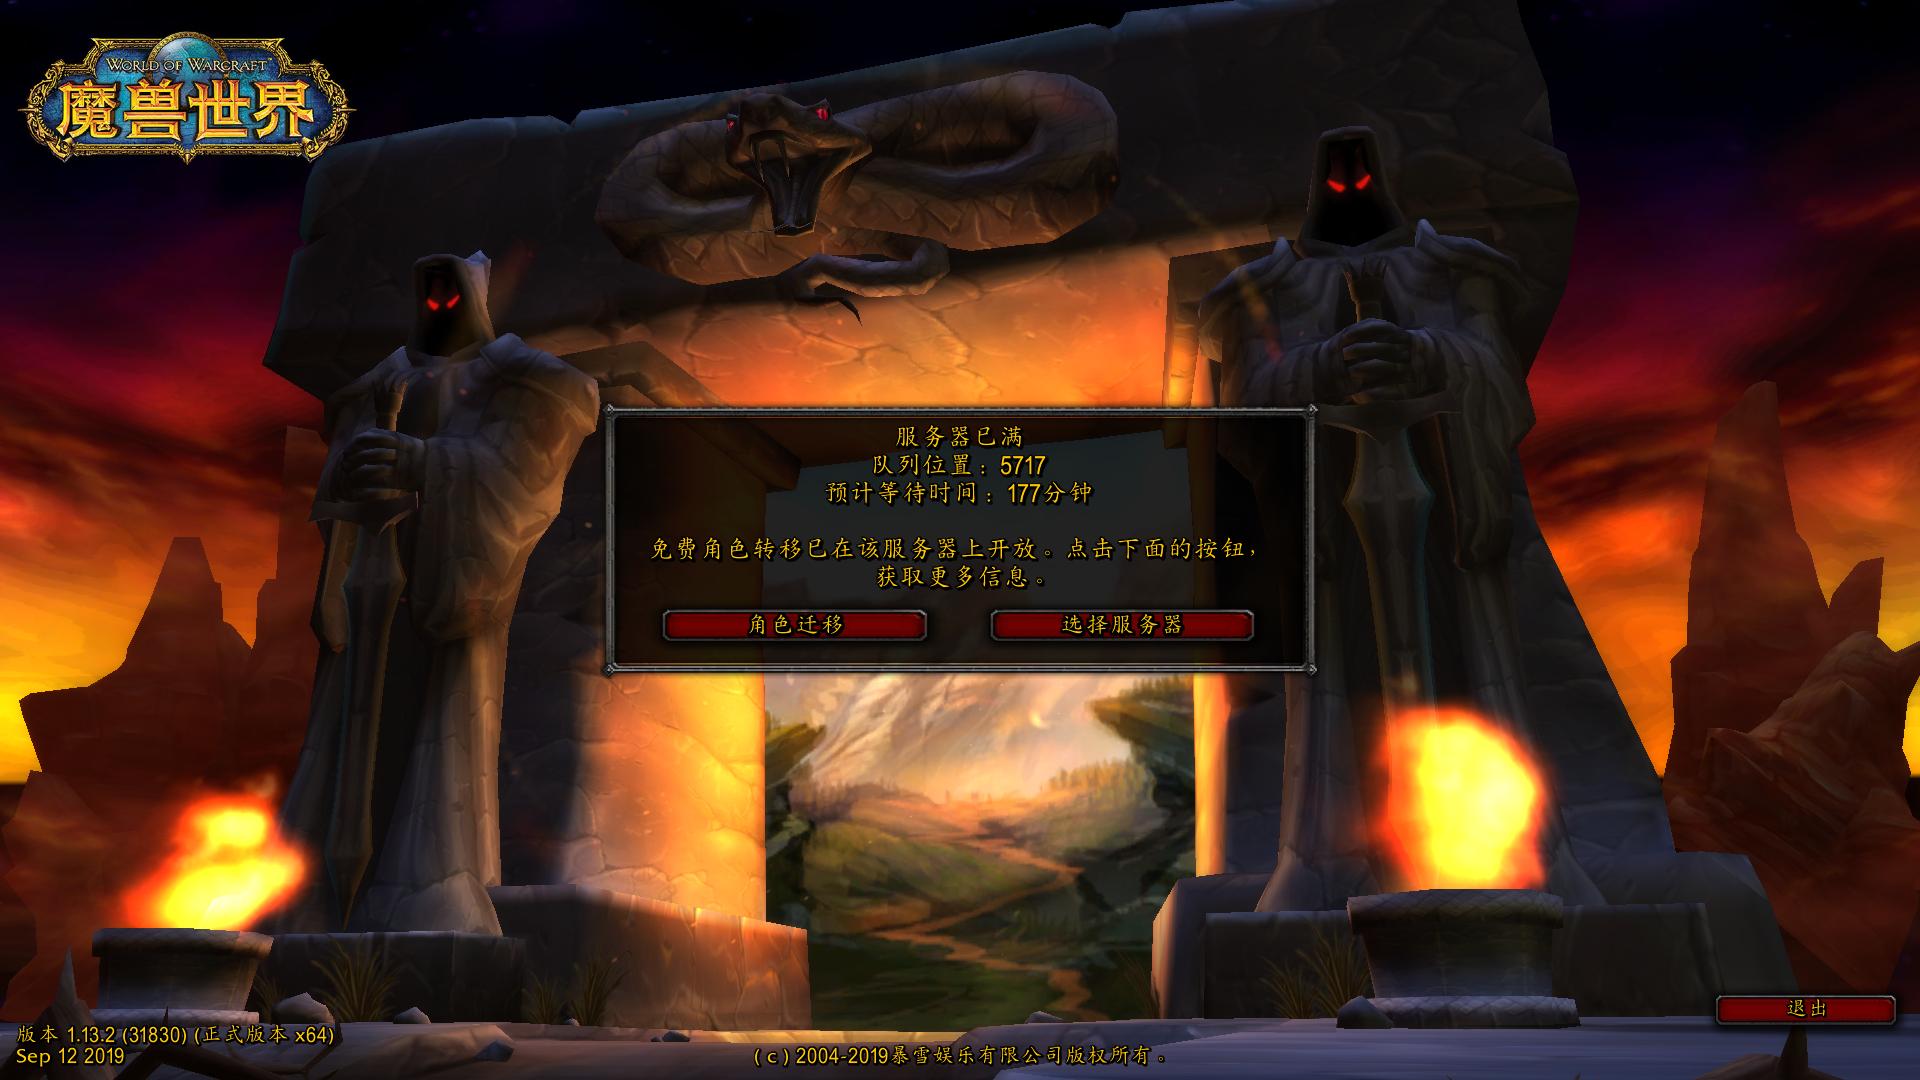 WORLD OF WARCRAFT
魔兽世界
服务器已满
队列位置：5717
预计等待时间：177分钟
免费角色转移已在该服务器上开放。点击下面的按钮，
获取更多信息。
角色迁移
选择服务器
退出
版本 1.13.2 (31830) (正式版本 x64)
Sep 12 2019
(c) 2004-2019暴雪娱乐有限公司版权所有。